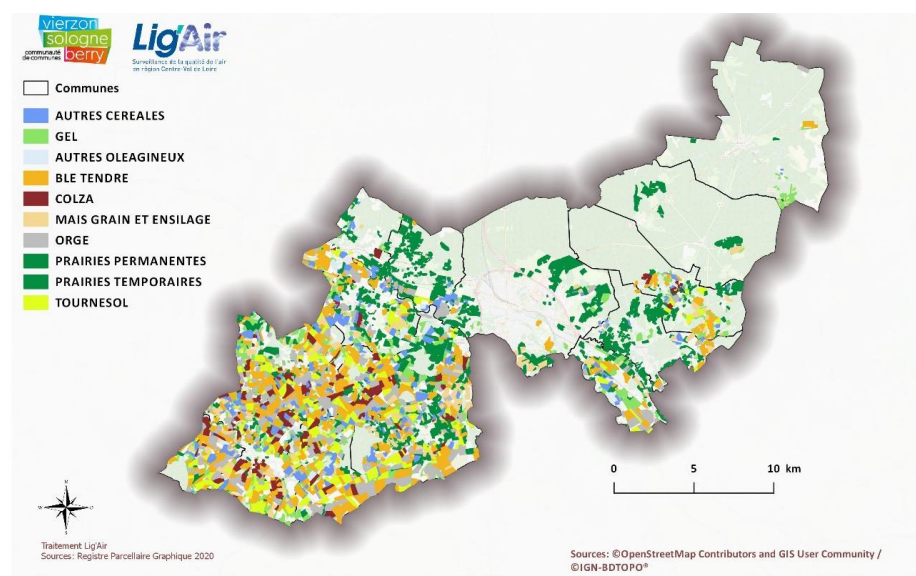 vierzon
sologne
berry
communauté
de communes
Lig'Air
Surveillance de la qualité de l'air
en région Centre-Val de Loire
Communes
AUTRES CEREALES
GEL
AUTRES OLEAGINEUX
BLE TENDRE
COLZA
MAIS GRAIN ET ENSILAGE
ORGE
PRAIRIES PERMANENTES
PRAIRIES TEMPORAIRES
TOURNESOL
0 5 10 km
Traitement Lig'Air
Sources: Registre Parcellaire Graphique 2020
Sources: ©OpenStreetMap Contributors and GIS User Community /
©IGN-BDTOPO®